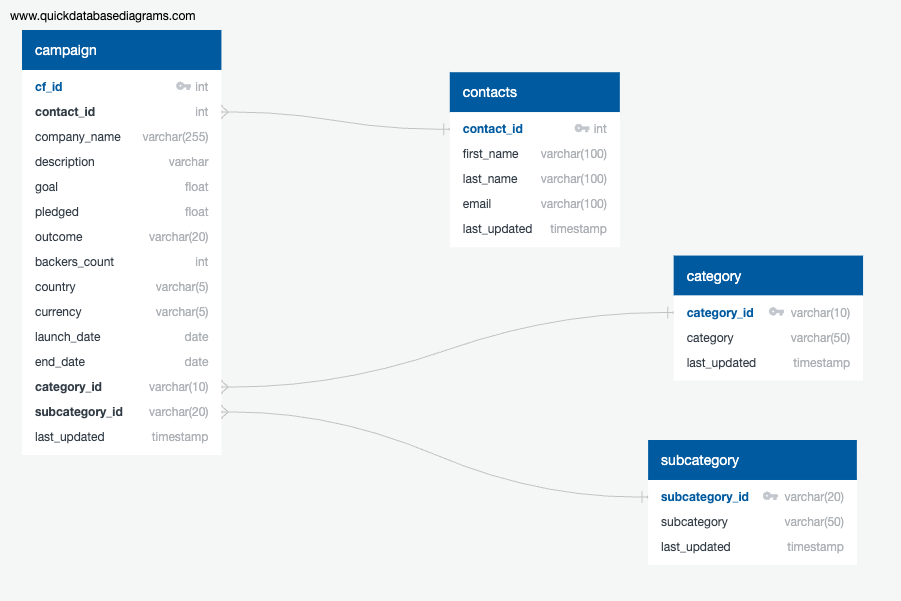 www.quickdatabasediagrams.com
campaign
cf_id int
contact_id int
company_name varchar(255)
description varchar
goal float
pledged float
outcome varchar(20)
backers_count int
country varchar(5)
currency varchar(5)
launch_date date
end_date date
category_id varchar(10)
subcategory_id varchar(20)
last_updated timestamp
contacts
contact_id int
first_name varchar(100)
last_name varchar(100)
email varchar(100)
last_updated timestamp
category
category_id varchar(10)
category varchar(50)
last_updated timestamp
subcategory
subcategory_id varchar(20)
subcategory varchar(50)
last_updated timestamp